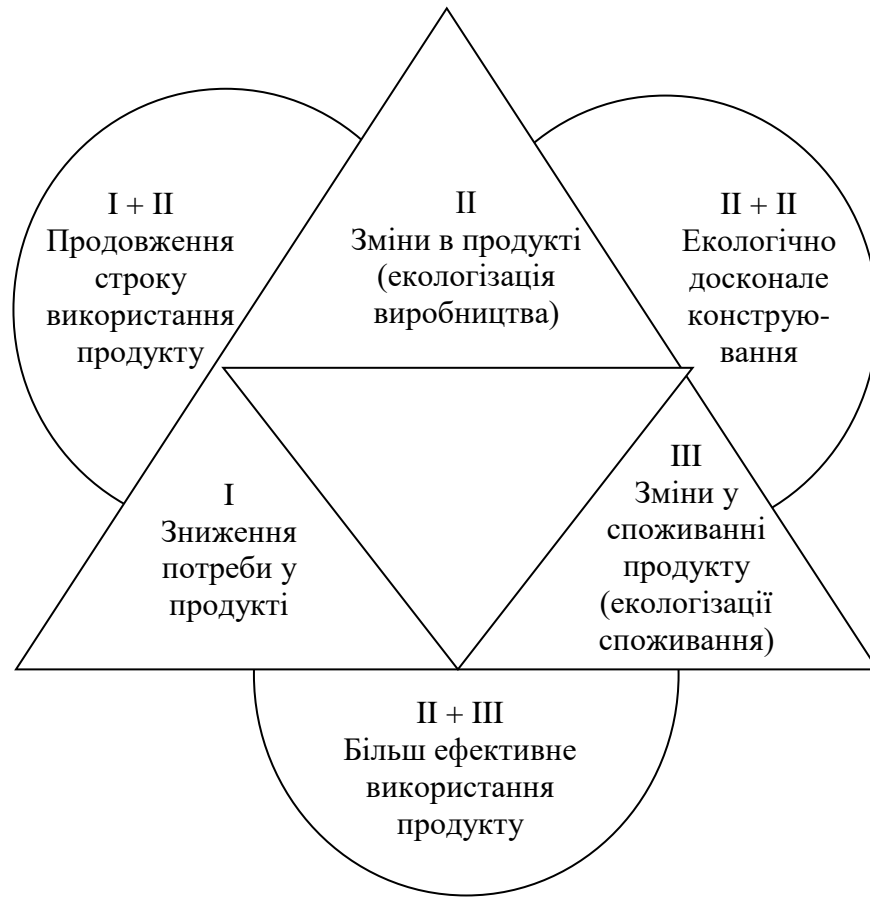 I + II
Продовження
строку
використання
продукту
II
Зміни в продукті
(екологізація
виробництва)
II + II
Екологічно
досконале
конструю-
вання
I
Зниження
потреби у
продукті
III
Зміни у
споживанні
продукту
(екологізації
споживання)
II + III
Більш ефективне
використання
продукту